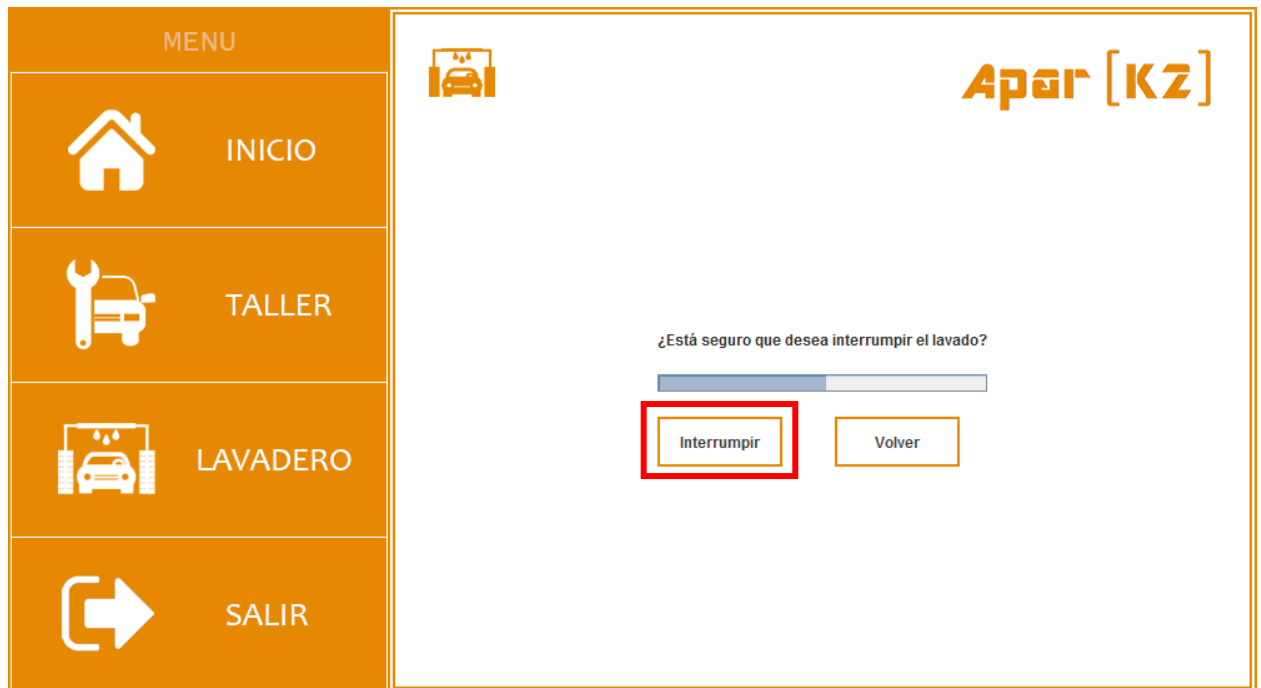 MENU
INICIO
TALLER
LAVADERO
SALIR
Apar [KZ]
¿Está seguro que desea interrumpir el lavado?
Interrumpir
Volver